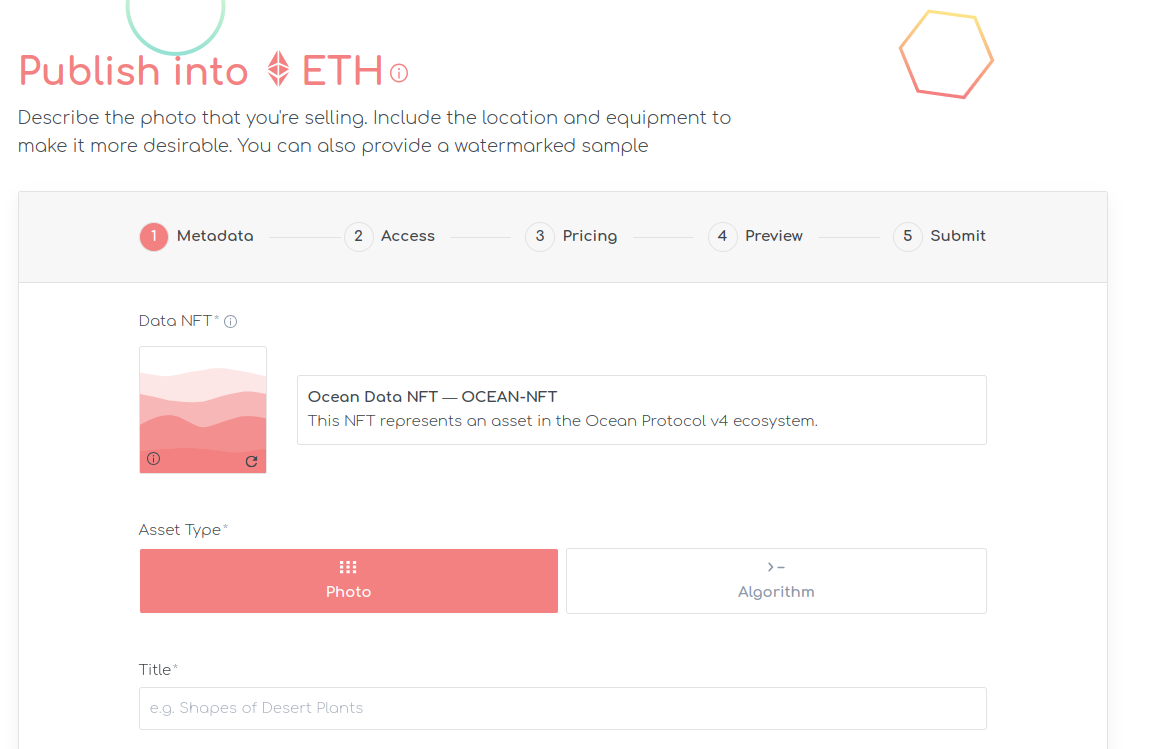 Publish into ETH
Describe the photo that you're selling. Include the location and equipment to
make it more desirable. You can also provide a watermarked sample
1 Metadata 2 Access 3 Pricing 4 Preview 5 Submit
Data NFT*
Ocean Data NFT — OCEAN-NFT
This NFT represents an asset in the Ocean Protocol v4 ecosystem.
Asset Type*
Photo
Algorithm
Title*
e.g. Shapes of Desert Plants